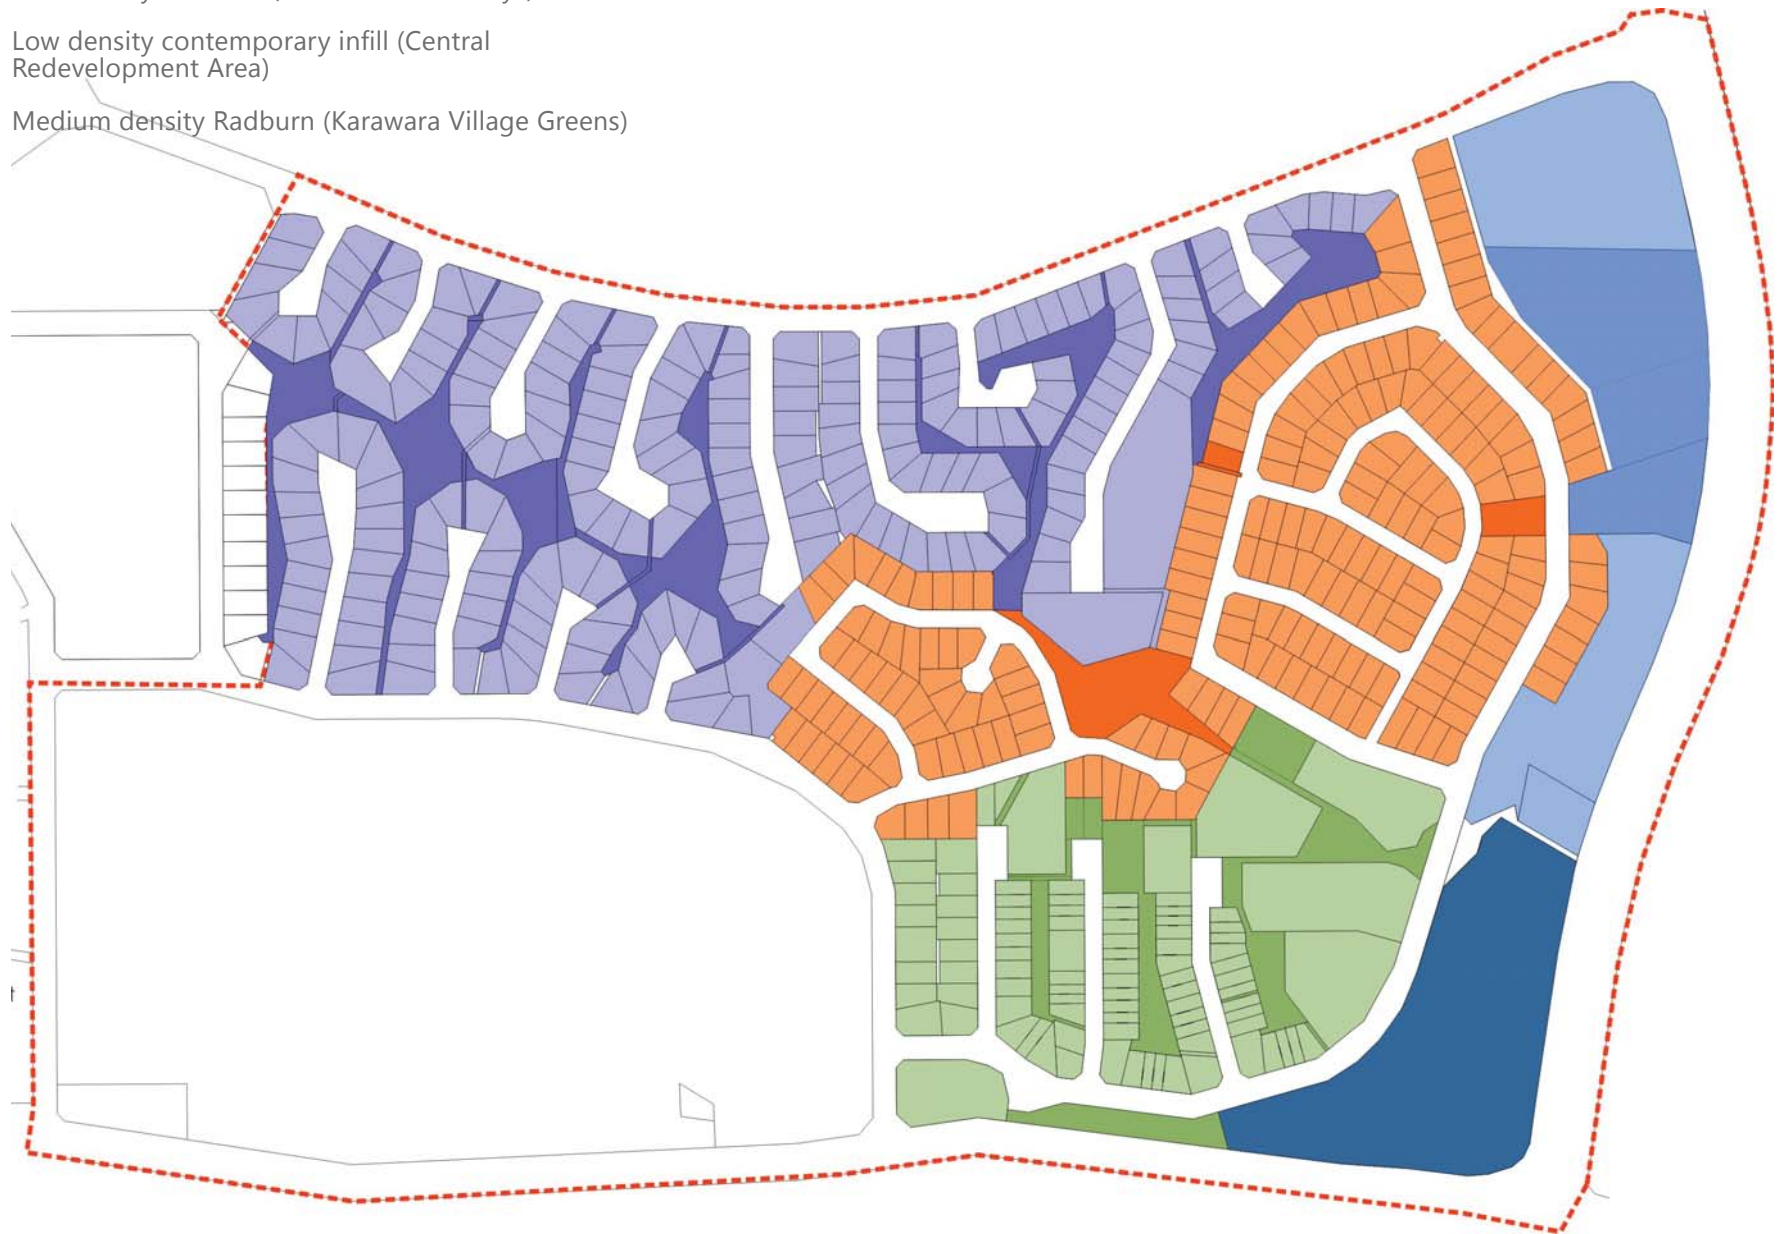 Low density contemporary infill (Central
Redevelopment Area)
Medium density Radburn (Karawara Village Greens)